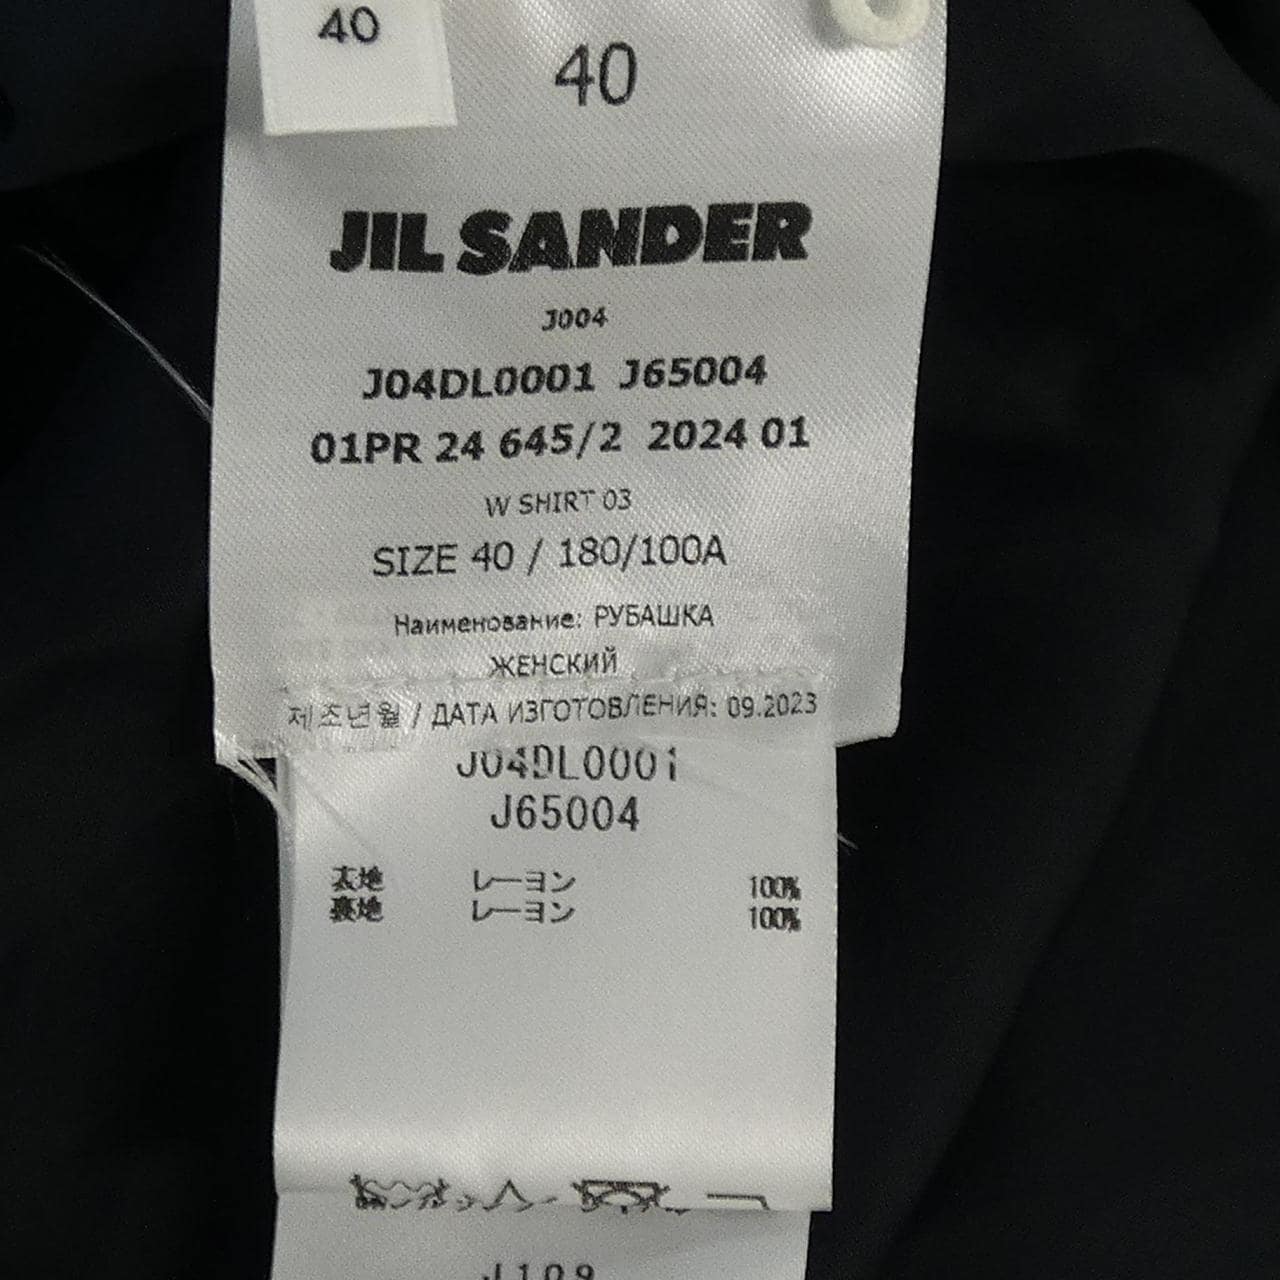 40
40
JIL SANDER
J004
J04DL0001 J65004
01PR 24 645/2 2024 01
W SHIRT 03
SIZE 40 / 180/100A
Наименование: РУБАШКА
ЖЕНСКИЙ
제조년월 / ДАТА ИЗГОТОВЛЕНИЯ: 09.2023
J04DL0001
J65004
表地 レーヨン 100%
裏地 レーヨン 100%
J109